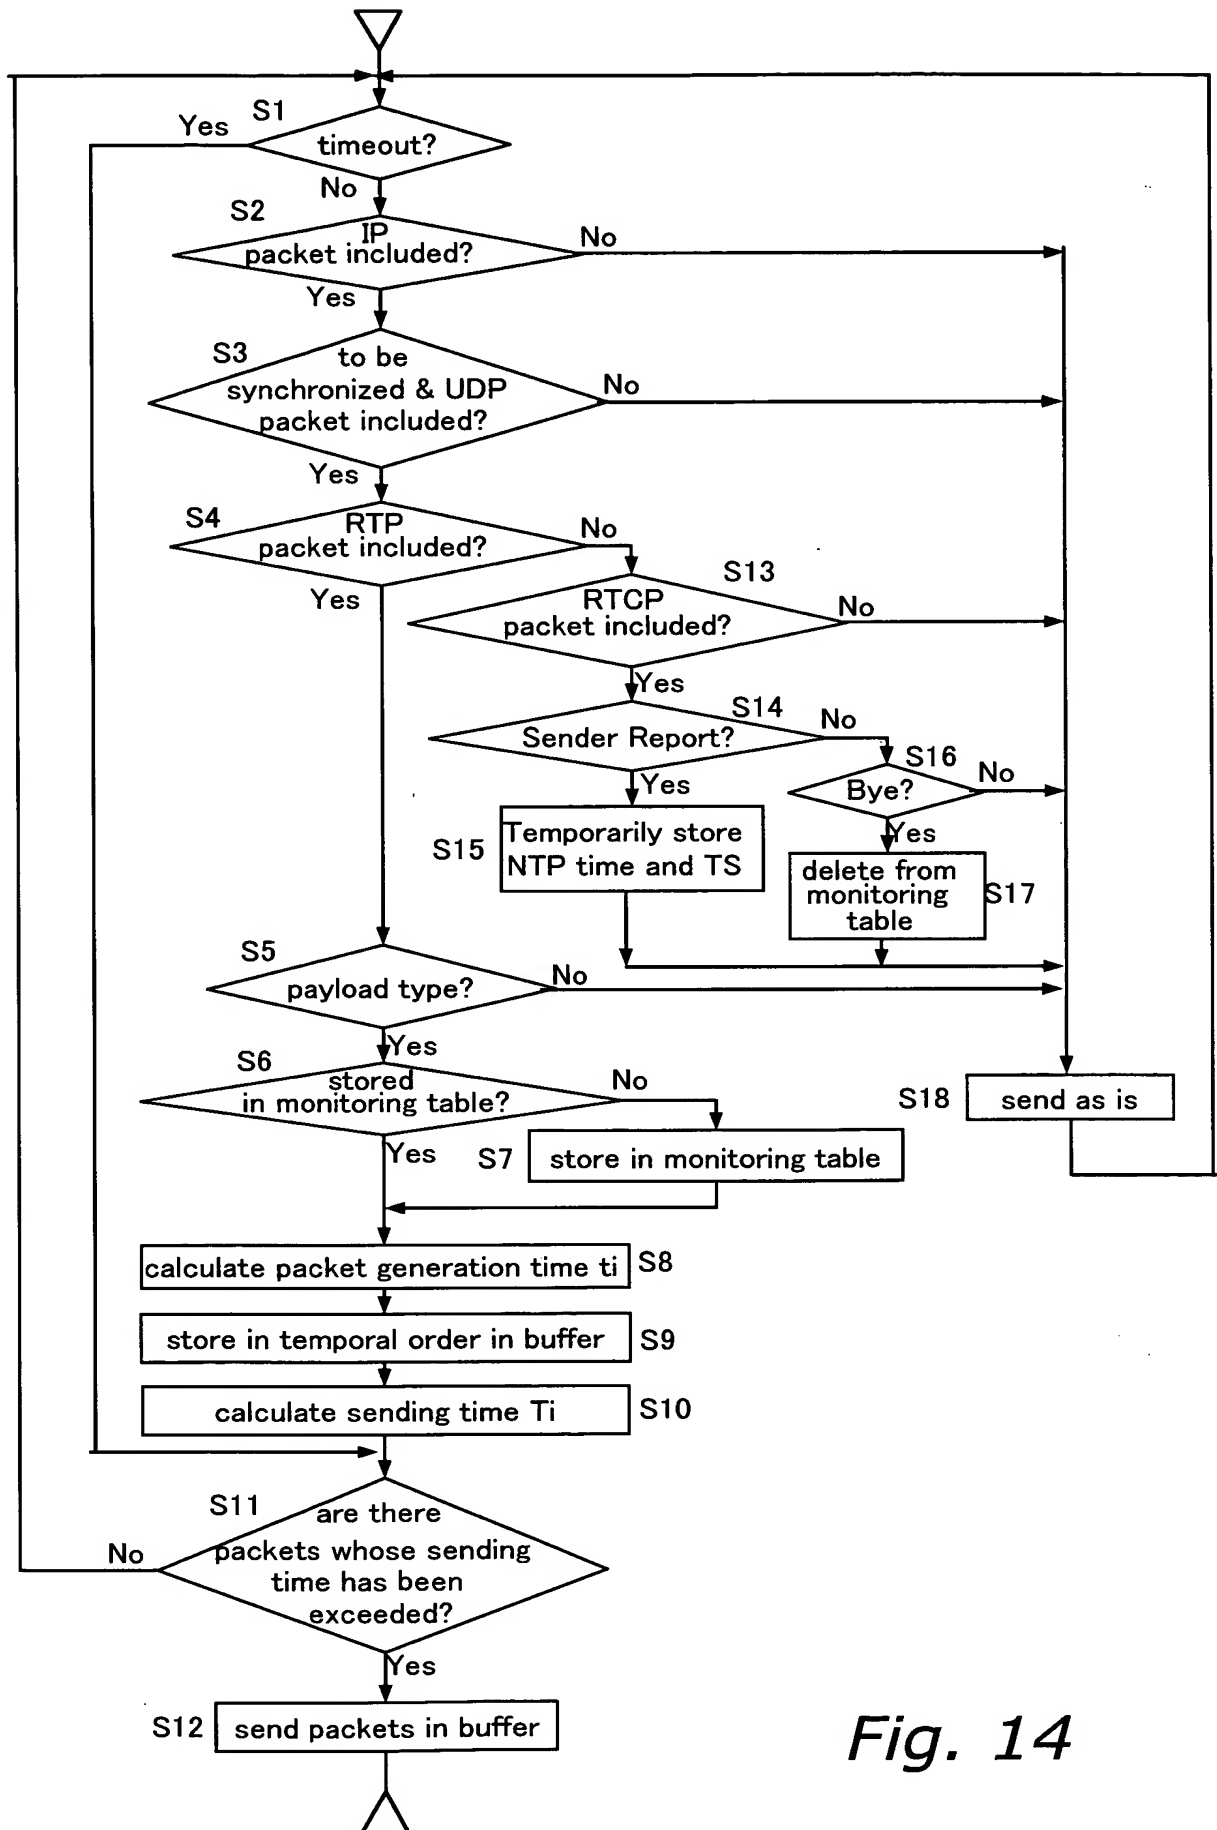 S1
Yes
timeout?
No
S2
IP
packet included?
No
Yes
S3
to be
synchronized & UDP
packet included?
No
Yes
S4
RTP
packet included?
No
Yes
S13
RTCP
packet included?
No
Yes
S14
Sender Report?
No
Yes
S16
Bye?
No
Yes
S15
Temporarily store
NTP time and TS
delete from
monitoring
table
S17
S5
payload type?
No
Yes
S6
stored
in monitoring table?
No
Yes
S7
store in monitoring table
S18
send as is
calculate packet generation time ti
S8
store in temporal order in buffer
S9
calculate sending time Ti
S10
S11
are there
packets whose sending
time has been
exceeded?
No
Yes
S12
send packets in buffer
Fig. 14